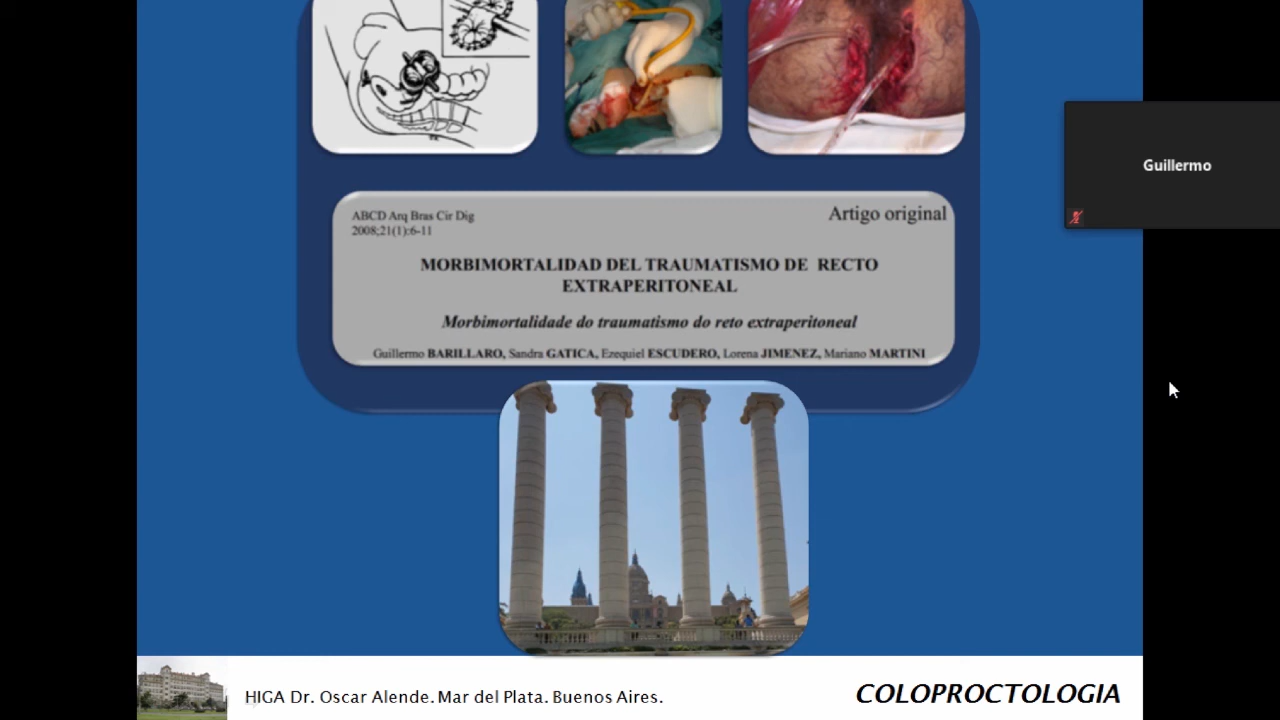 Guillermo
ABCD Arq Bras Cir Dig
2008;21(1):6-11
Artigo original
MORBIMORTALIDAD DEL TRAUMATISMO DE RECTO
EXTRAPERITONEAL
Morbimortalidade do traumatismo do reto extraperitoneal
Guillermo BARILLARO, Sandra GATICA, Ezequiel ESCUDERO, Lorena JIMENEZ, Mariano MARTINI
HIGA Dr. Oscar Alende. Mar del Plata. Buenos Aires.
COLOPROCTOLOGIA